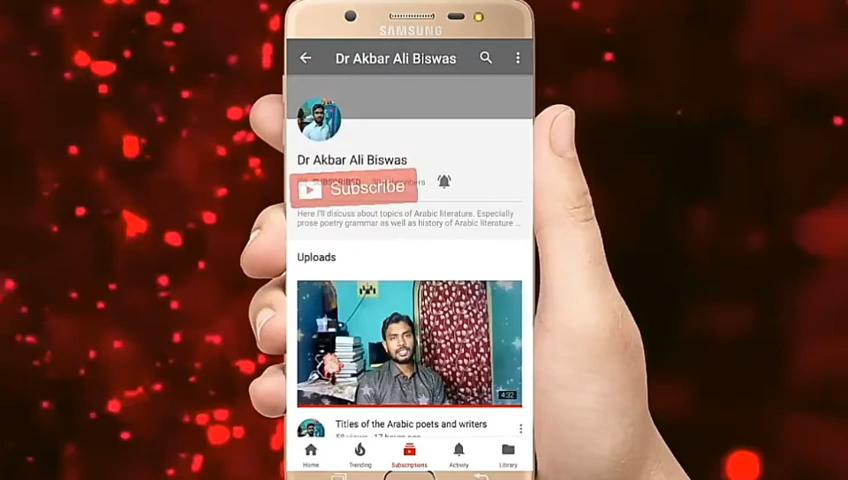 SAMSUNG
Dr Akbar Ali Biswas
Dr Akbar Ali Biswas
Subscribe
Here I'll discuss about topics of Arabic literature. Especially
prose poetry grammar as well as history of Arabic literature ...
Uploads
4:32
Titles of the Arabic poets and writers
Home
Trending
Subscriptions
Activity
Library